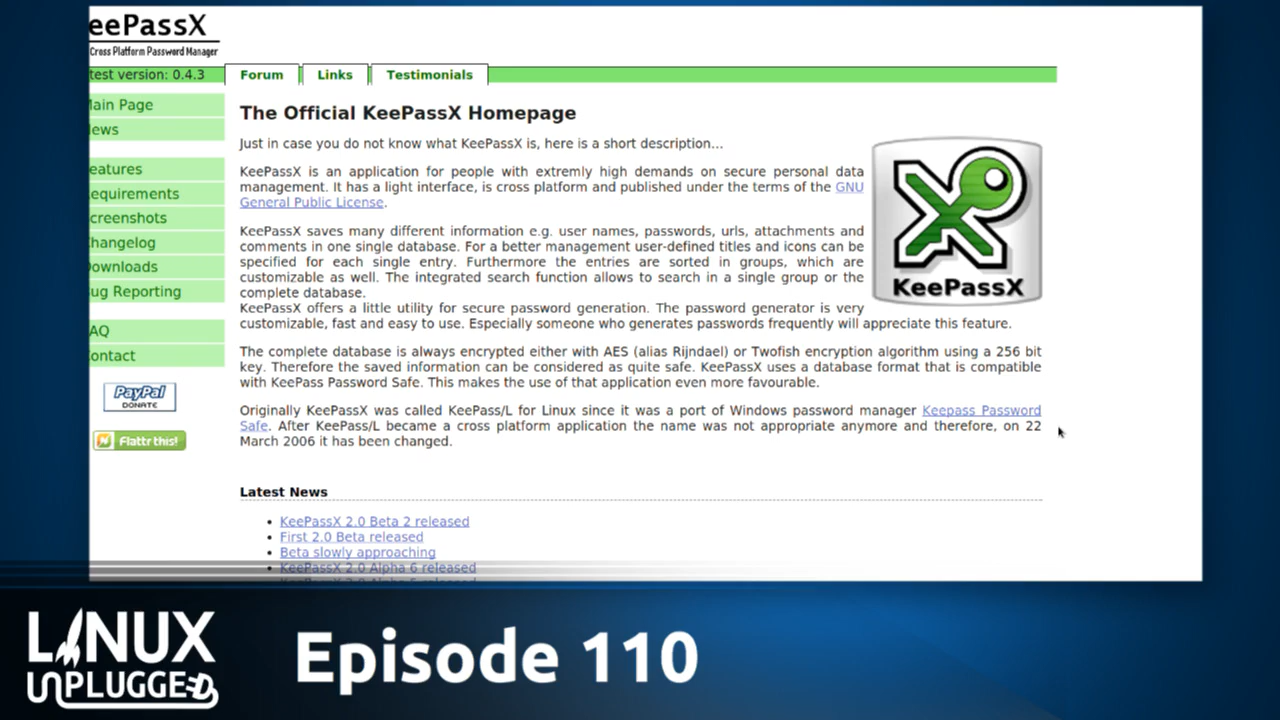 eePassX
Cross Platform Password Manager
test version: 0.4.3
Forum
Links
Testimonials
ain Page
ews
eatures
equirements
creenshots
hangelog
ownloads
ug Reporting
AQ
ontact
PayPal
DONATE
Flattr this!
The Official KeePassX Homepage
Just in case you do not know what KeePassX is, here is a short description...
KeePassX is an application for people with extremly high demands on secure personal data
management. It has a light interface, is cross platform and published under the terms of the GNU
General Public License.
KeePassX saves many different information e.g. user names, passwords, urls, attachments and
comments in one single database. For a better management user-defined titles and icons can be
specified for each single entry. Furthermore the entries are sorted in groups, which are
customizable as well. The integrated search function allows to search in a single group or the
complete database.
KeePassX offers a little utility for secure password generation. The password generator is very
customizable, fast and easy to use. Especially someone who generates passwords frequently will appreciate this feature.
The complete database is always encrypted either with AES (alias Rijndael) or Twofish encryption algorithm using a 256 bit
key. Therefore the saved information can be considered as quite safe. KeePassX uses a database format that is compatible
with KeePass Password Safe. This makes the use of that application even more favourable.
Originally KeePassX was called KeePass/L for Linux since it was a port of Windows password manager Keepass Password
Safe. After KeePass/L became a cross platform application the name was not appropriate anymore and therefore, on 22
March 2006 it has been changed.
KeePassX
Latest News
• KeePassX 2.0 Beta 2 released
• First 2.0 Beta released
• Beta slowly approaching
• KeePassX 2.0 Alpha 6 released
LINUX
UNPLUGGED
Episode 110